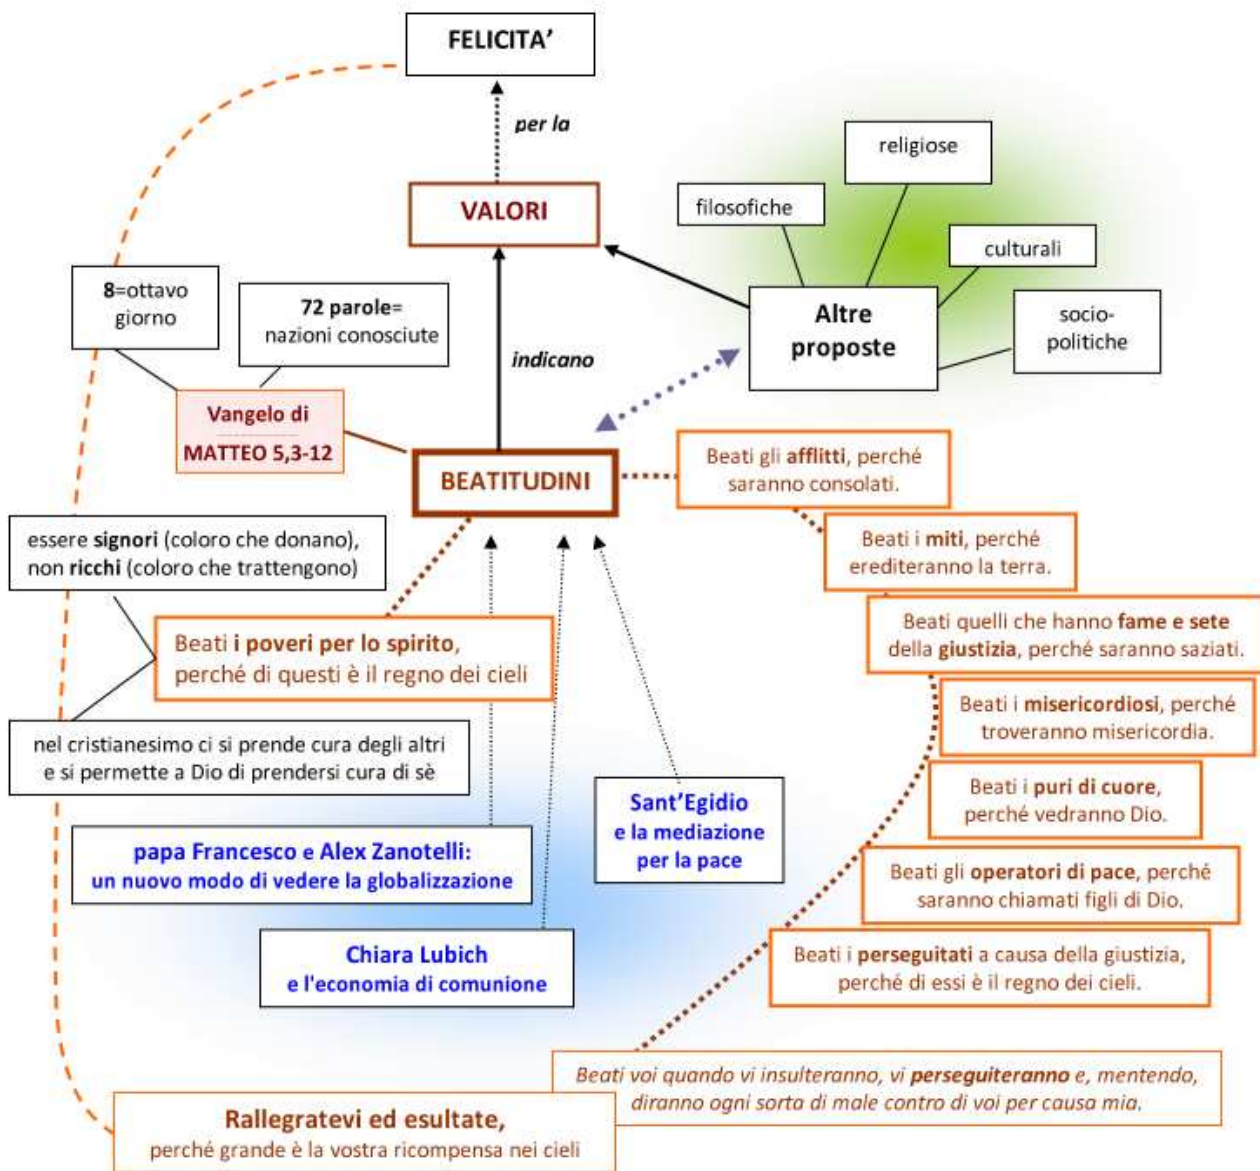 FELICITA’
per la
VALORI
religiose
filosofiche
culturali
socio-
politiche
Altre
proposte
8=ottavo
giorno
72 parole=
nazioni conosciute
indicano
Vangelo di
MATTEO 5,3-12
BEATITUDINI
Beati gli afflitti, perché
saranno consolati.
essere signori (coloro che donano),
non ricchi (coloro che trattengono)
Beati i miti, perché
erediteranno la terra.
Beati i poveri per lo spirito,
perché di questi è il regno dei cieli
Beati quelli che hanno fame e sete
della giustizia, perché saranno saziati.
Beati i misericordiosi, perché
troveranno misericordia.
nel cristianesimo ci si prende cura degli altri
e si permette a Dio di prendersi cura di sè
Beati i puri di cuore,
perché vedranno Dio.
Sant’Egidio
e la mediazione
per la pace
papa Francesco e Alex Zanotelli:
un nuovo modo di vedere la globalizzazione
Beati gli operatori di pace, perché
saranno chiamati figli di Dio.
Chiara Lubich
e l'economia di comunione
Beati i perseguitati a causa della giustizia,
perché di essi è il regno dei cieli.
Beati voi quando vi insulteranno, vi perseguiteranno e, mentendo,
diranno ogni sorta di male contro di voi per causa mia.
Rallegratevi ed esultate,
perché grande è la vostra ricompensa nei cieli